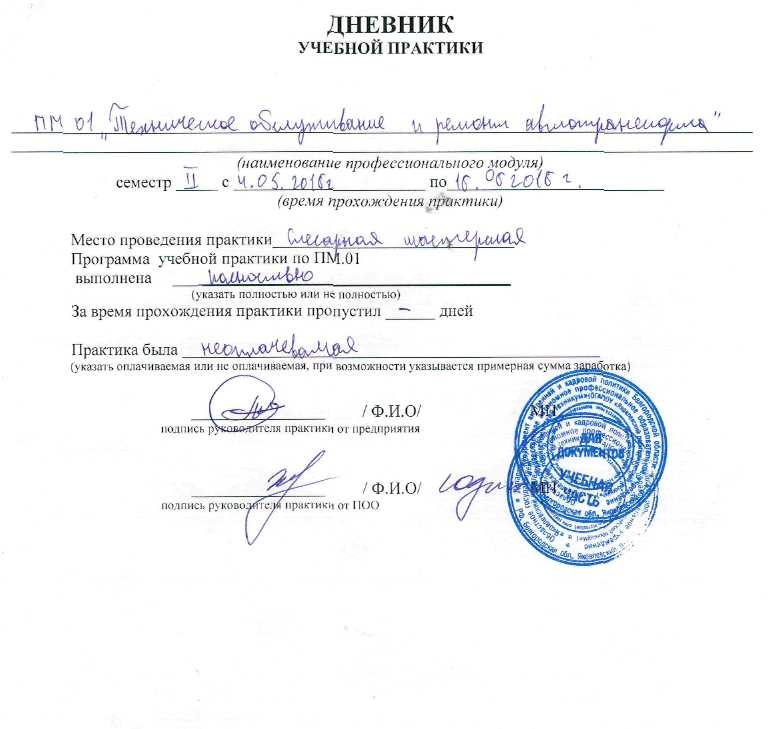 ДНЕВНИК
УЧЕБНОЙ ПРАКТИКИ
ПМ 01 „Техническое обслуживание и ремонт автотранспорта"
(наименование профессионального модуля)
семестр II с 4.05.2016г по 16.052016 г.
(время прохождения практики)
Место проведения практики Слесарная мастерская
Программа учебной практики по ПМ.01
выполнена полностью
(указать полностью или не полностью)
За время прохождения практики пропустил – дней
Практика была неоплачеваемая
(указать оплачиваемая или не оплачиваемая, при возможности указывается примерная сумма заработка)
/ Ф.И.О/ МП
подпись руководителя практики от предприятия
/ Ф.И.О/ МП
подпись руководителя практики от ПОО
ДЛЯ
ДОКУМЕНТОВ
УЧЕБНАЯ
ЧАСТЬ